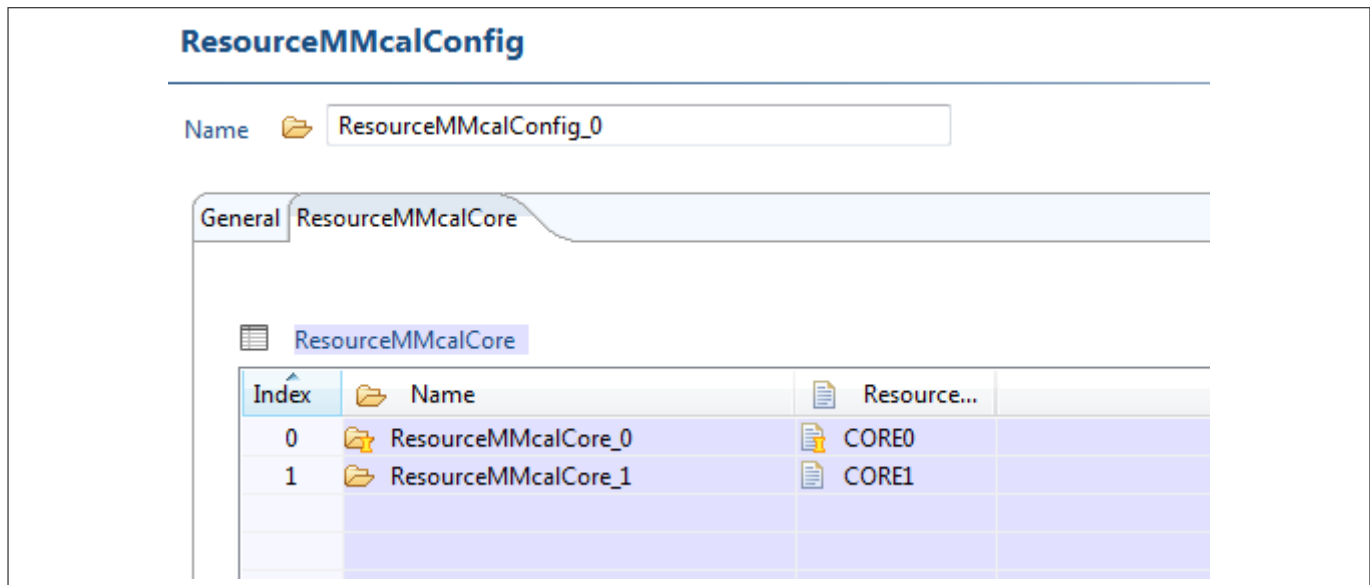 ResourceMMcalConfig
Name ResourceMMcalConfig_0
General ResourceMMcalCore
ResourceMMcalCore
Index Name Resource...
0 ResourceMMcalCore_0 CORE0
1 ResourceMMcalCore_1 CORE1